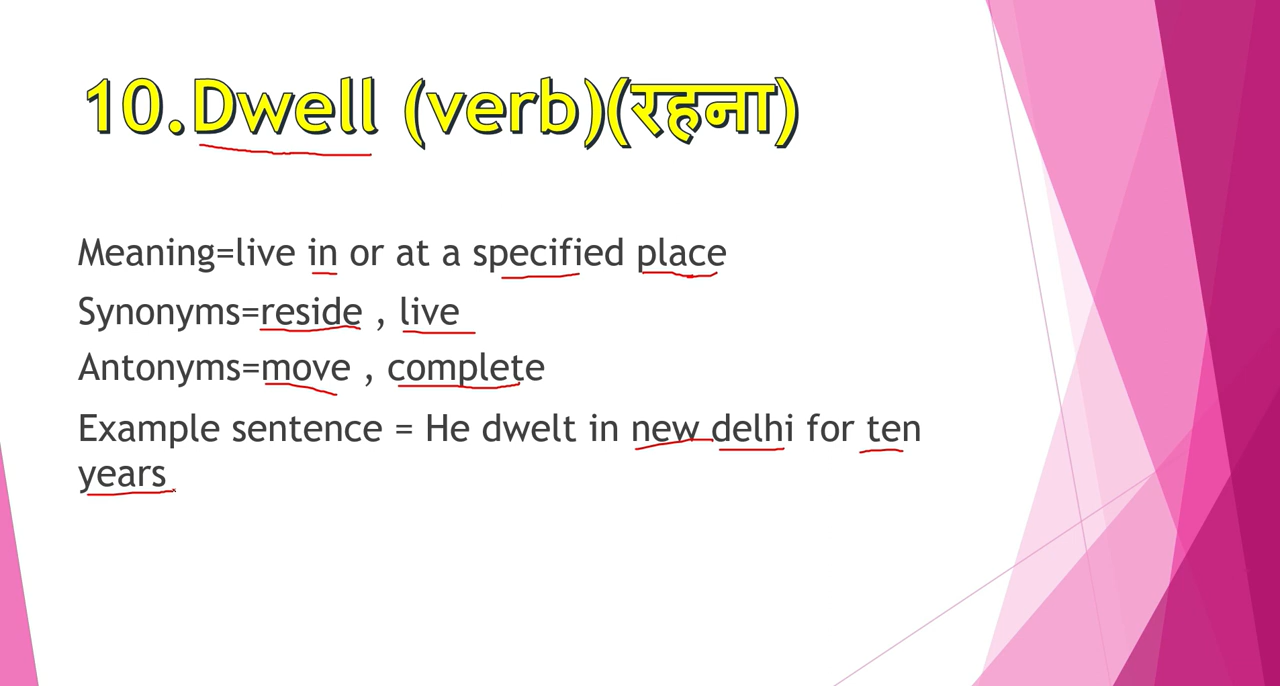 10.Dwell (verb)(रहना)
Meaning=live in or at a specified place
Synonyms=reside , live
Antonyms=move , complete
Example sentence = He dwelt in new delhi for ten
years